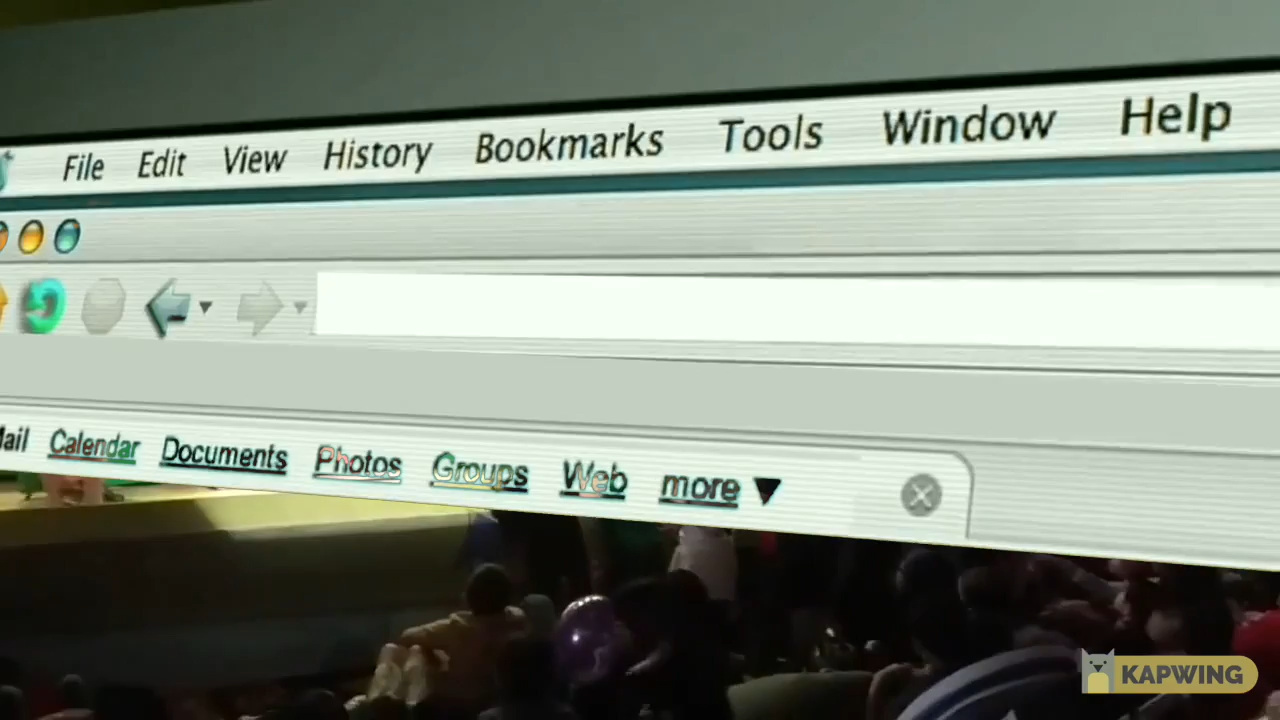 File Edit View History Bookmarks Tools Window Help
Calendar Documents Photos Groups Web more
KAPWING